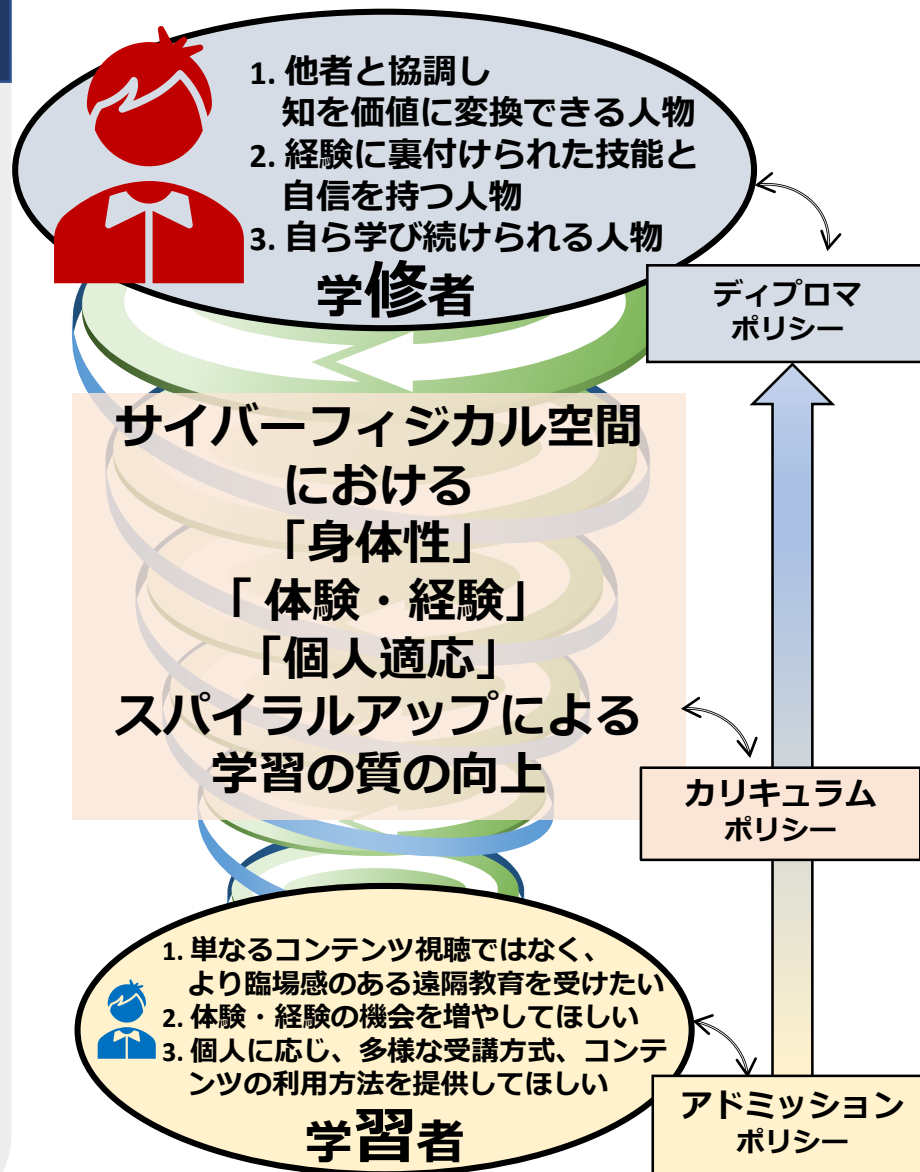 1. 他者と協調し
知を価値に変換できる人物
2. 経験に裏付けられた技能と
自信を持つ人物
3. 自ら学び続けられる人物
学修者
ディプロマ
ポリシー
サイバーフィジカル空間
における
「身体性」
「 体験・経験」
「個人適応」
スパイラルアップによる
学習の質の向上
カリキュラム
ポリシー
1. 単なるコンテンツ視聴ではなく、
より臨場感のある遠隔教育を受けたい
2. 体験・経験の機会を増やしてほしい
3. 個人に応じ、多様な受講方式、コンテ
ンツの利用方法を提供してほしい
学習者
アドミッション
ポリシー